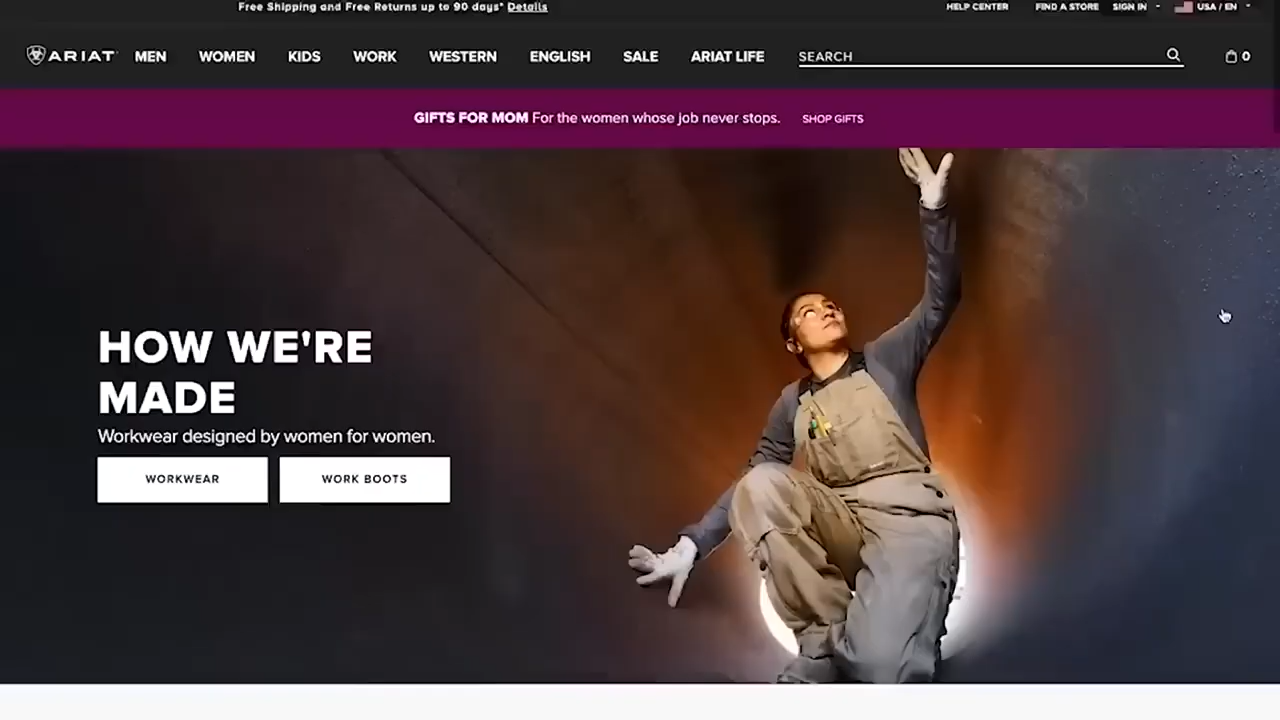 Free Shipping and Free Returns up to 90 days* Details
HELP CENTER
FIND A STORE
SIGN IN
USA / EN
ARIAT
MEN
WOMEN
KIDS
WORK
WESTERN
ENGLISH
SALE
ARIAT LIFE
SEARCH
0
GIFTS FOR MOM For the women whose job never stops. SHOP GIFTS
HOW WE'RE
MADE
Workwear designed by women for women.
WORKWEAR
WORK BOOTS